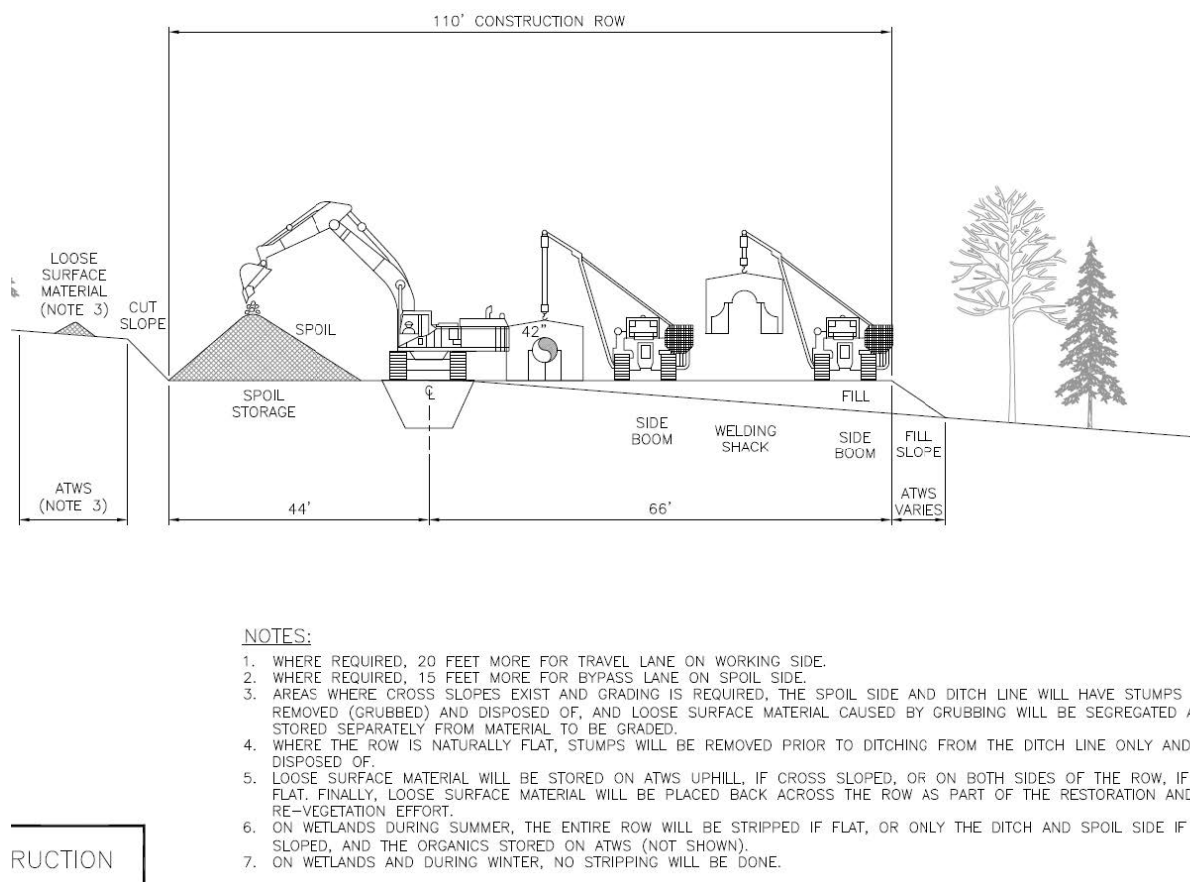 110' CONSTRUCTION ROW
LOOSE
SURFACE
MATERIAL
(NOTE 3)
CUT
SLOPE
SPOIL
42"
SPOIL
STORAGE
℄
FILL
SIDE
BOOM
WELDING
SHACK
SIDE
BOOM
FILL
SLOPE
ATWS
(NOTE 3)
44'
66'
ATWS
VARIES
NOTES:
1. WHERE REQUIRED, 20 FEET MORE FOR TRAVEL LANE ON WORKING SIDE.
2. WHERE REQUIRED, 15 FEET MORE FOR BYPASS LANE ON SPOIL SIDE.
3. AREAS WHERE CROSS SLOPES EXIST AND GRADING IS REQUIRED, THE SPOIL SIDE AND DITCH LINE WILL HAVE STUMPS
REMOVED (GRUBBED) AND DISPOSED OF, AND LOOSE SURFACE MATERIAL CAUSED BY GRUBBING WILL BE SEGREGATED
STORED SEPARATELY FROM MATERIAL TO BE GRADED.
4. WHERE THE ROW IS NATURALLY FLAT, STUMPS WILL BE REMOVED PRIOR TO DITCHING FROM THE DITCH LINE ONLY AND
DISPOSED OF.
5. LOOSE SURFACE MATERIAL WILL BE STORED ON ATWS UPHILL, IF CROSS SLOPED, OR ON BOTH SIDES OF THE ROW, IF
FLAT. FINALLY, LOOSE SURFACE MATERIAL WILL BE PLACED BACK ACROSS THE ROW AS PART OF THE RESTORATION AND
RE-VEGETATION EFFORT.
6. ON WETLANDS DURING SUMMER, THE ENTIRE ROW WILL BE STRIPPED IF FLAT, OR ONLY THE DITCH AND SPOIL SIDE IF
SLOPED, AND THE ORGANICS STORED ON ATWS (NOT SHOWN).
7. ON WETLANDS AND DURING WINTER, NO STRIPPING WILL BE DONE.
RUCTION